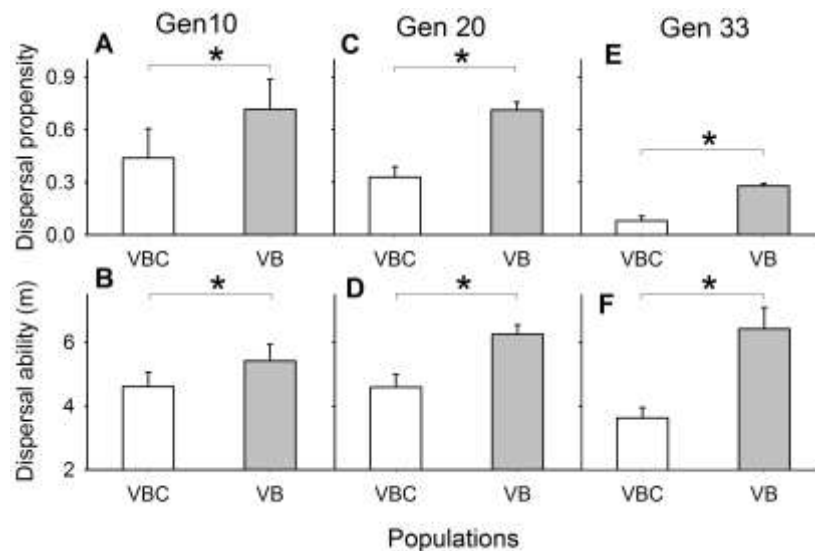 Gen10 Gen 20 Gen 33
A * C * E *
Dispersal propensity
0.9
0.6
0.3
0.0
VBC VB VBC VB VBC VB
B * D * F *
Dispersal ability (m)
6
4
2
VBC VB VBC VB VBC VB
Populations